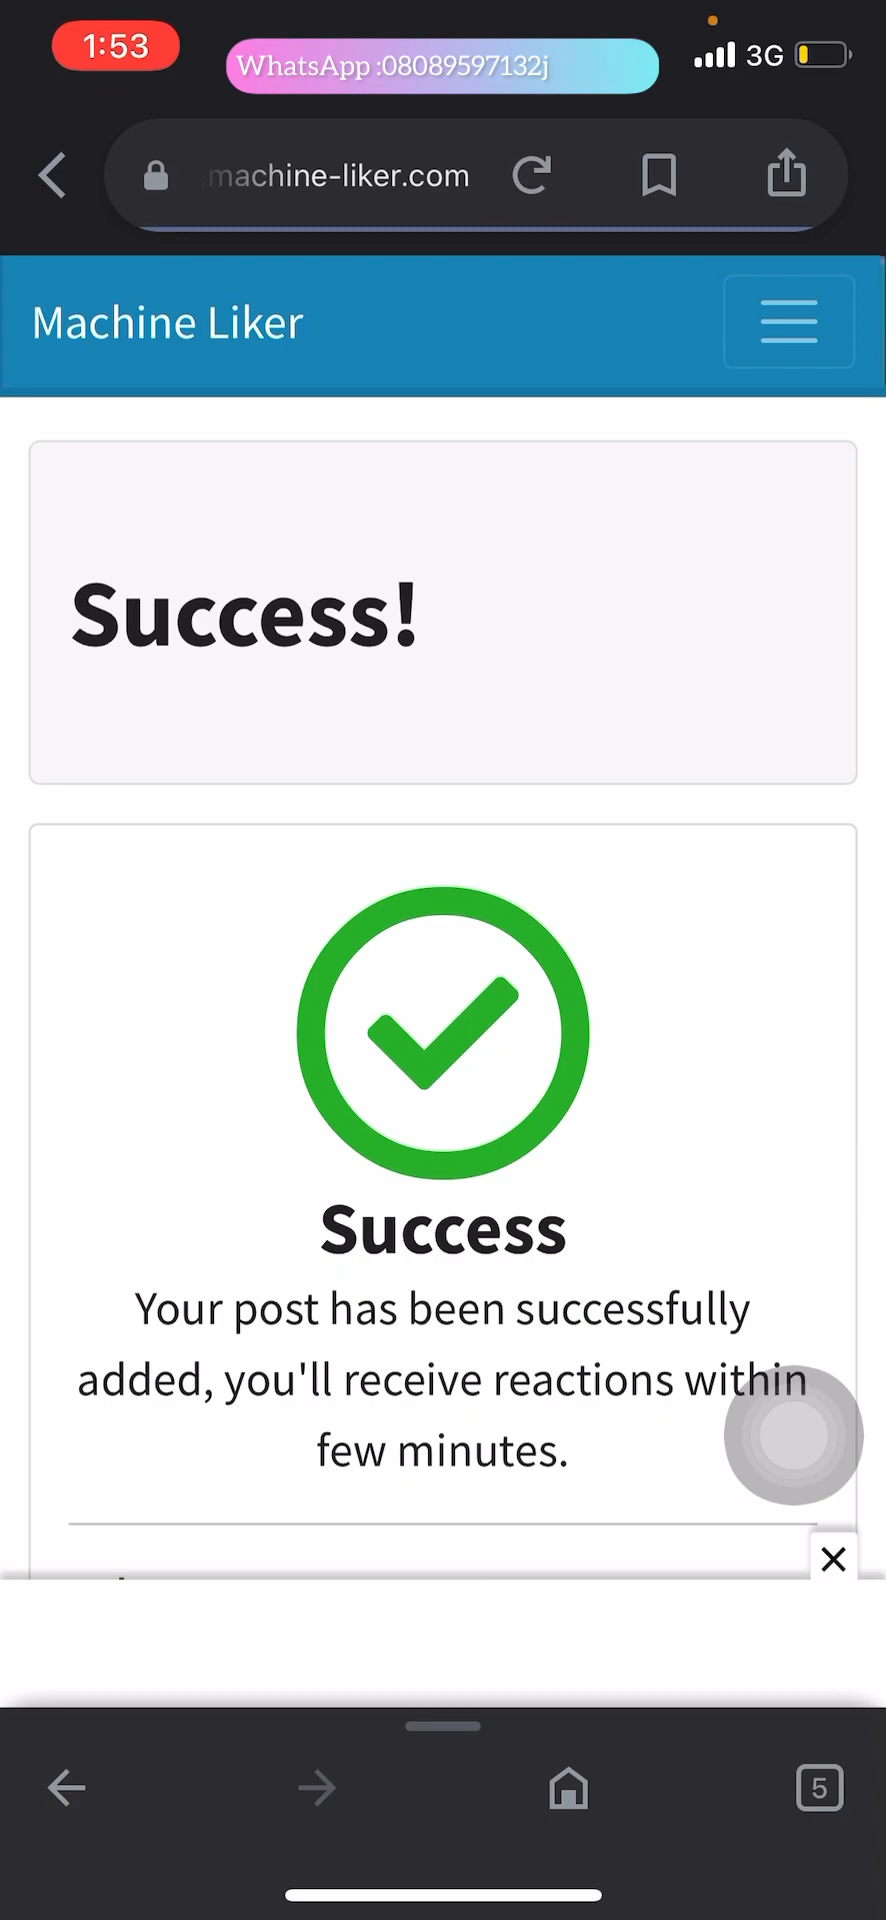 1:53
WhatsApp :08089597132j
3G
machine-liker.com
Machine Liker
Success!
Success
Your post has been successfully
added, you'll receive reactions within
few minutes.
5